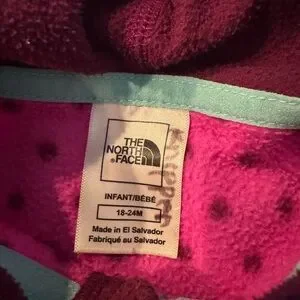 THE
NORTH
FACE
INFANT/BÉBÉ
18-24M
Made in El Salvador
Fabriqué au Salvador